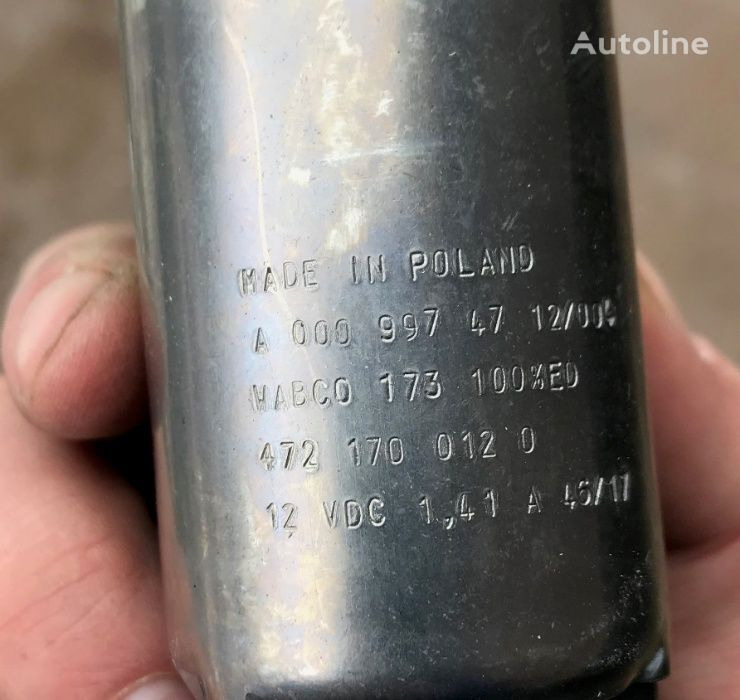 Autoline
MADE IN POLAND
A 000 997 47 12/004
WABCO 173 100%ED
472 170 012 0
12 VDC 1,41 A 46/17